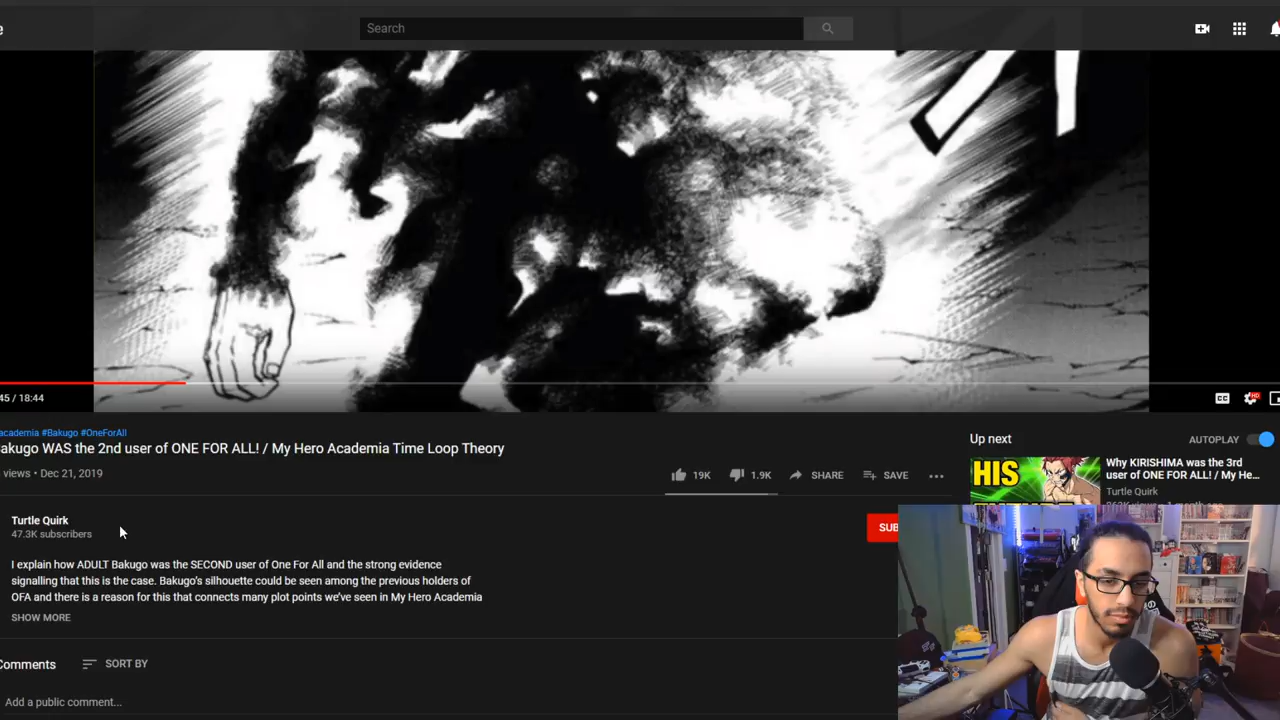 e
Search
45 / 18:44
CC
HD
academia #Bakugo #OneForAll
Bakugo WAS the 2nd user of ONE FOR ALL! / My Hero Academia Time Loop Theory
views • Dec 21, 2019
19K
1.9K
SHARE
SAVE
Up next
AUTOPLAY
HIS
Why KIRISHIMA was the 3rd
user of ONE FOR ALL! / My He...
Turtle Quirk
Turtle Quirk
47.3K subscribers
SUB
I explain how ADULT Bakugo was the SECOND user of One For All and the strong evidence
signalling that this is the case. Bakugo's silhouette could be seen among the previous holders of
OFA and there is a reason for this that connects many plot points we've seen in My Hero Academia
SHOW MORE
Comments
SORT BY
Add a public comment...